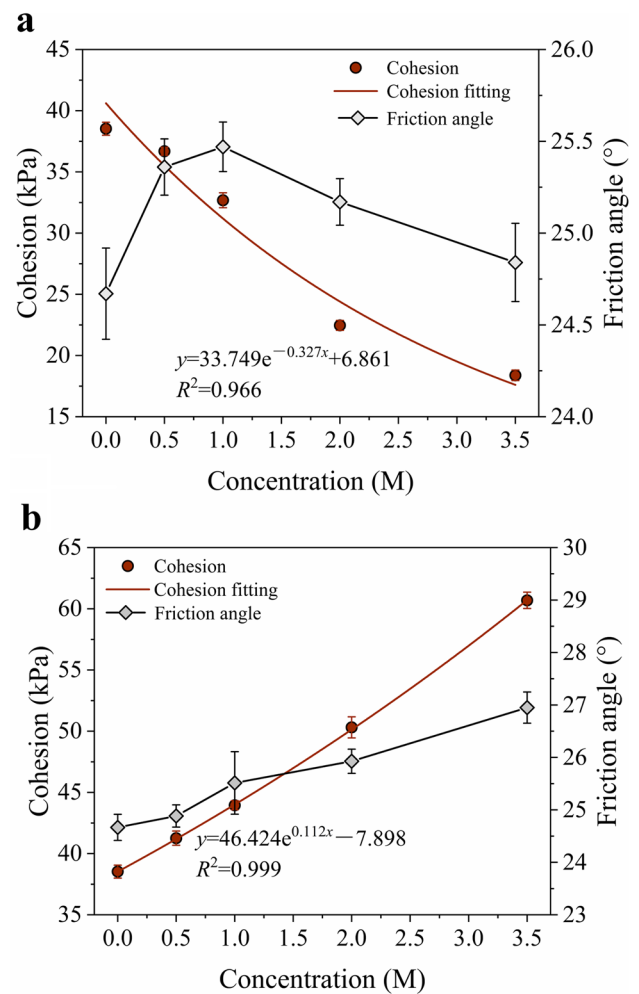 a
45
40
35
30
25
20
15
Cohesion (kPa)
26.0
25.5
25.0
24.5
24.0
Friction angle (°)
Cohesion
Cohesion fitting
Friction angle
y=33.749e−0.327x+6.861
R2=0.966
0.0 0.5 1.0 1.5 2.0 2.5 3.0 3.5
Concentration (M)
b
65
60
55
50
45
40
35
Cohesion (kPa)
30
29
28
27
26
25
24
23
Friction angle (°)
Cohesion
Cohesion fitting
Friction angle
y=46.424e0.112x−7.898
R2=0.999
0.0 0.5 1.0 1.5 2.0 2.5 3.0 3.5
Concentration (M)